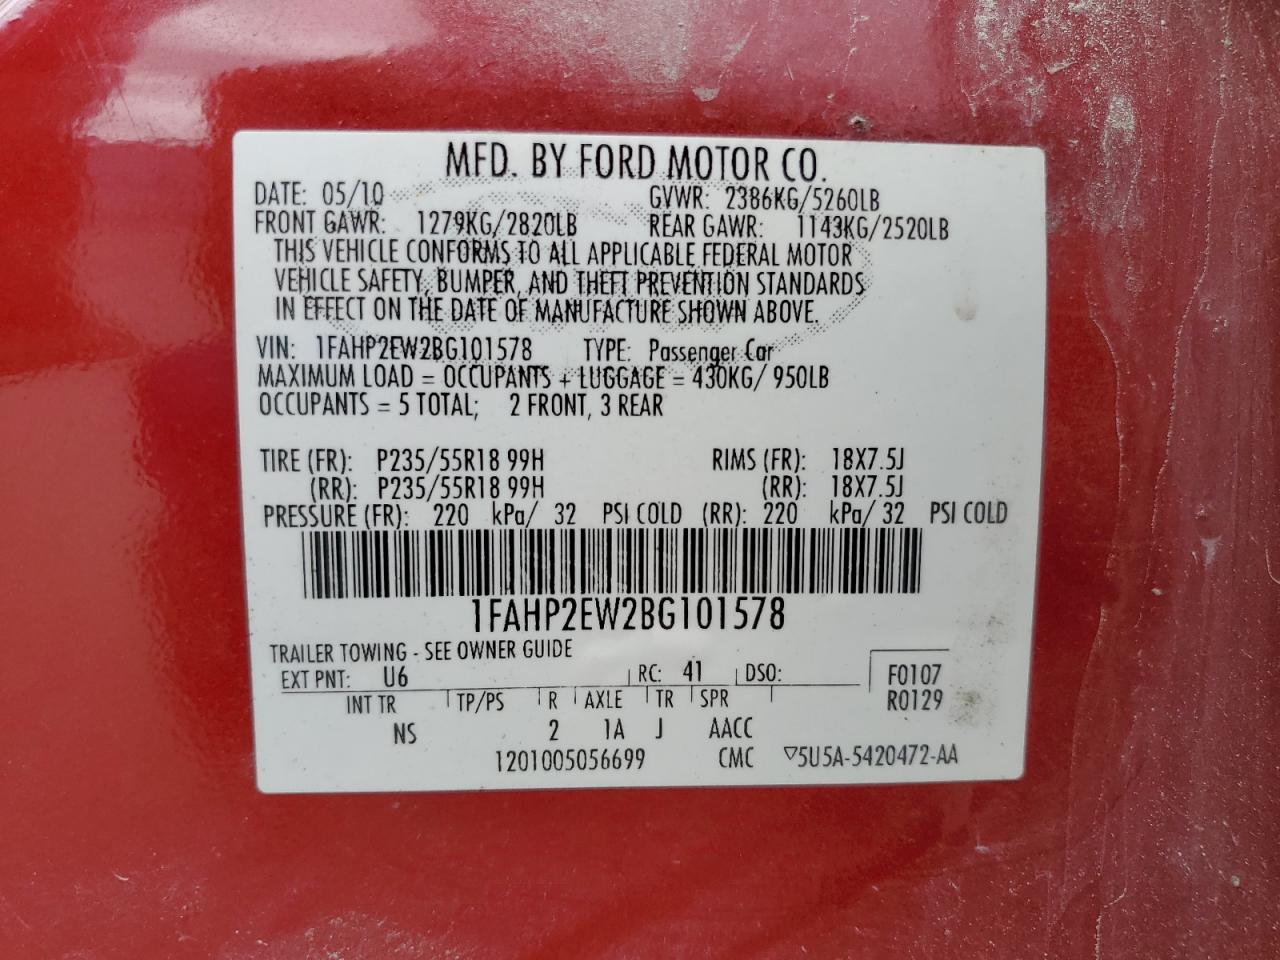 MFD. BY FORD MOTOR CO.
DATE: 05/10 GVWR: 2386KG/5260LB
FRONT GAWR: 1279KG/2820LB REAR GAWR: 1143KG/2520LB
THIS VEHICLE CONFORMS TO ALL APPLICABLE FEDERAL MOTOR
VEHICLE SAFETY, BUMPER, AND THEFT PREVENTION STANDARDS
IN EFFECT ON THE DATE OF MANUFACTURE SHOWN ABOVE.
VIN: 1FAHP2EW2BG101578 TYPE: Passenger Car
MAXIMUM LOAD = OCCUPANTS + LUGGAGE = 430KG/ 950LB
OCCUPANTS = 5 TOTAL; 2 FRONT, 3 REAR
TIRE (FR): P235/55R18 99H RIMS (FR): 18X7.5J
(RR): P235/55R18 99H (RR): 18X7.5J
PRESSURE (FR): 220 kPa/ 32 PSI COLD (RR): 220 kPa/ 32 PSI COLD
1FAHP2EW2BG101578
TRAILER TOWING - SEE OWNER GUIDE
EXT PNT: U6 RC: 41 DSO: F0107
INT TR TP/PS R AXLE TR SPR R0129
NS 2 1A J AACC
1201005056699 CMC ▽5U5A-5420472-AA